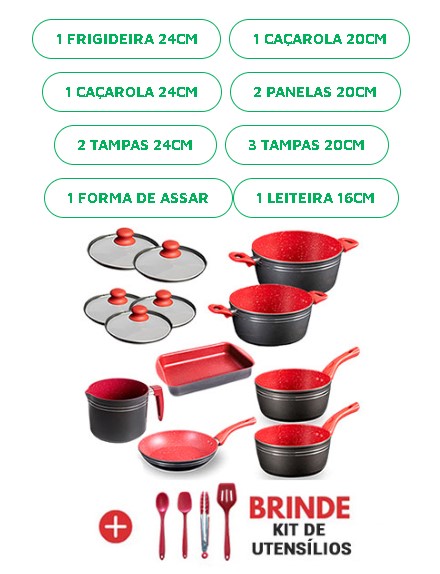 1 FRIGIDEIRA 24CM
1 CAÇAROLA 20CM
1 CAÇAROLA 24CM
2 PANELAS 20CM
2 TAMPAS 24CM
3 TAMPAS 20CM
1 FORMA DE ASSAR
1 LEITEIRA 16CM
+
BRINDE
KIT DE
UTENSÍLIOS